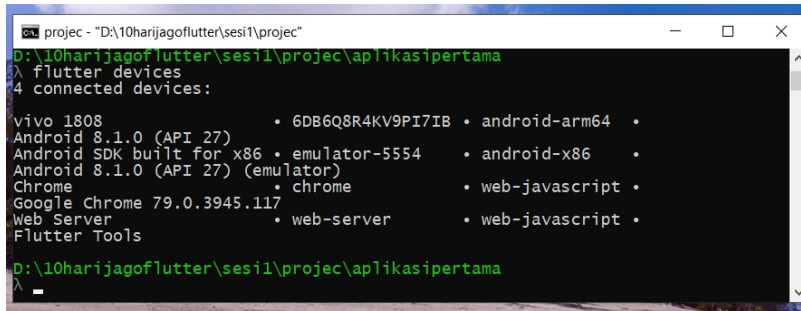 projec - "D:\10harijagoflutter\sesi1\projec"
D:\10harijagoflutter\sesi1\projec\aplikasipertama
λ flutter devices
4 connected devices:
vivo 1808 • 6DB6Q8R4KV9PI7IB • android-arm64 •
Android 8.1.0 (API 27)
Android SDK built for x86 • emulator-5554 • android-x86 •
Android 8.1.0 (API 27) (emulator)
Chrome • chrome • web-javascript •
Google Chrome 79.0.3945.117
Web Server • web-server • web-javascript •
Flutter Tools
D:\10harijagoflutter\sesi1\projec\aplikasipertama
λ